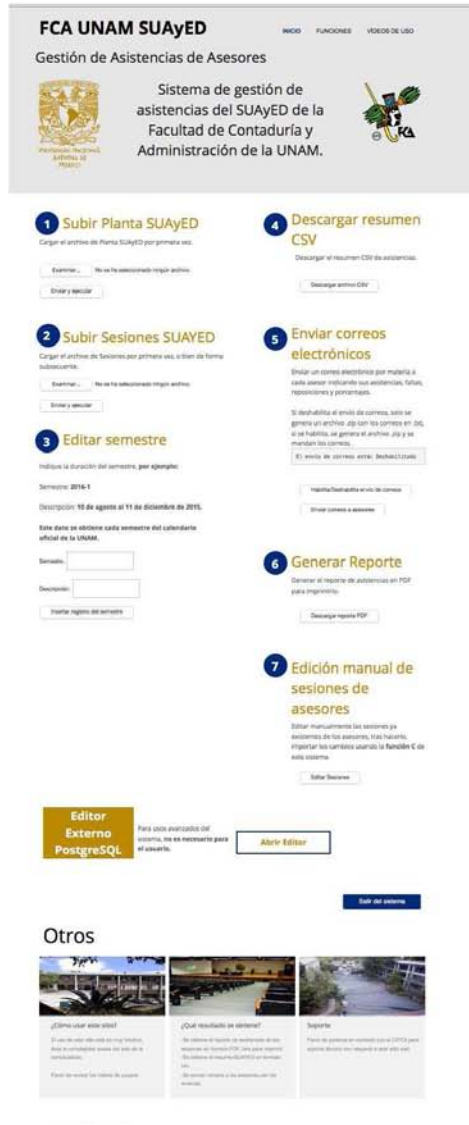 FCA UNAM SUAyED
INICIO FUNCIONES VÍDEOS DE USO
Gestión de Asistencias de Asesores
Sistema de gestión de
asistencias del SUAyED de la
Facultad de Contaduría y
Administración de la UNAM.
UNIVERSIDAD NACIONAL
AUTÓNOMA DE
MÉXICO
FCA
1 Subir Planta SUAyED
Cargar el archivo de Planta SUAyED por primera vez.
Examinar... No se ha seleccionado ningún archivo.
Enviar y ejecutar
2 Subir Sesiones SUAYED
Cargar el archivo de Sesiones por primera vez, o bien de forma
subsecuente.
Examinar... No se ha seleccionado ningún archivo.
Enviar y ejecutar
3 Editar semestre
Indique la duración del semestre, por ejemplo:
Semestre: 2016-1
Descripción: 10 de agosto al 11 de diciembre de 2015.
Este dato se obtiene cada semestre del calendario
oficial de la UNAM.
Semestre:
Descripción:
Insertar registro del semestre
4 Descargar resumen
CSV
Descargar el resumen CSV de asistencias.
Descargar archivo CSV
5 Enviar correos
electrónicos
Enviar un correo electrónico por materia a
cada asesor indicando sus asistencias, faltas,
reposiciones y porcentajes.
Si deshabilita el envío de correos, solo se
genera un archivo .zip con los correos en .txt,
si se habilita, se genera el archivo .zip y se
mandan los correos.
El envío de correos está: Deshabilitado
Habilita/Deshabilita envío de correos
Enviar correos a asesores
6 Generar Reporte
Generar el reporte de asistencias en PDF
para imprimirlo.
Descargar reporte PDF
7 Edición manual de
sesiones de
asesores
Editar manualmente las sesiones ya
existentes de los asesores, tras hacerlo,
importar los cambios usando la función C de
este sistema.
Editar Sesiones
Editor
Externo
PostgreSQL
Para usos avanzados del
sistema, no es necesario para
el usuario.
Abrir Editor
Salir del sistema
Otros
¿Cómo usar este sitio?
¿Qué resultado se obtiene?
Soporte